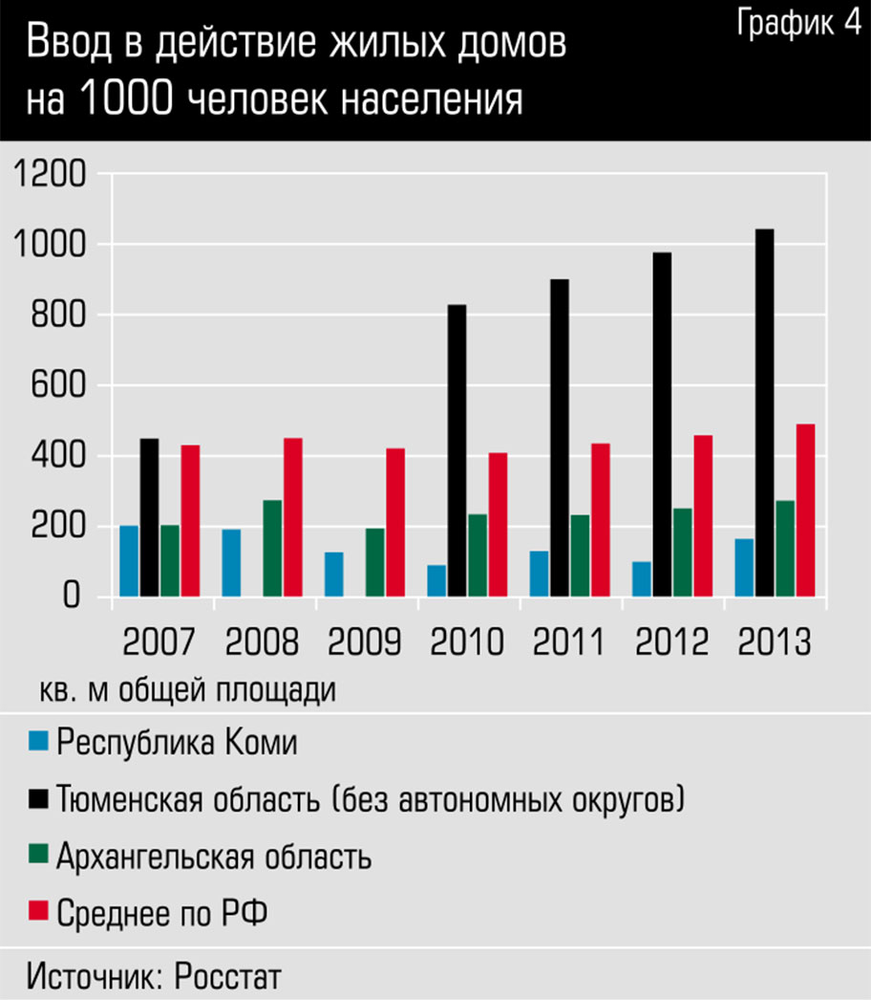 График 4
Ввод в действие жилых домов
на 1000 человек населения
1200
1000
800
600
400
200
0
2007 2008 2009 2010 2011 2012 2013
кв. м общей площади
Республика Коми
Тюменская область (без автономных округов)
Архангельская область
Среднее по РФ
Источник: Росстат